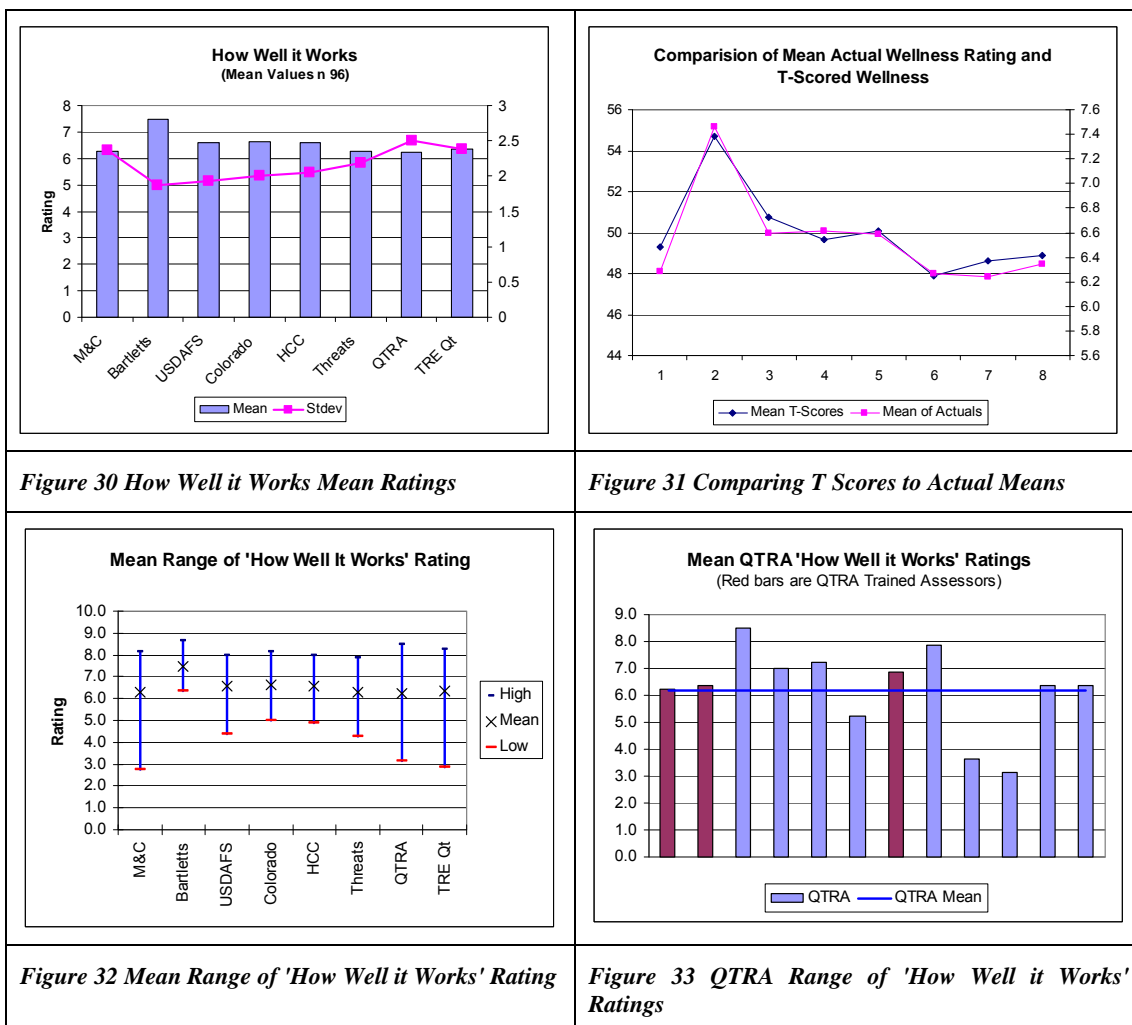 How Well it Works
(Mean Values n 96)
8
7
6
5
4
3
2
1
0
Rating
3
2.5
2
1.5
1
0.5
0
M&C
Bartletts
USDAFS
Colorado
HCC
Threats
QTRA
TRE Qt
Mean
Stdev
Figure 30 How Well it Works Mean Ratings
Comparision of Mean Actual Wellness Rating and
T-Scored Wellness
56
54
52
50
48
46
44
7.6
7.4
7.2
7.0
6.8
6.6
6.4
6.2
6.0
5.8
5.6
1 2 3 4 5 6 7 8
Mean T-Scores
Mean of Actuals
Figure 31 Comparing T Scores to Actual Means
Mean Range of 'How Well It Works' Rating
10.0
9.0
8.0
7.0
6.0
5.0
4.0
3.0
2.0
1.0
0.0
Rating
M&C
Bartletts
USDAFS
Colorado
HCC
Threats
QTRA
TRE Qt
High
Mean
Low
Figure 32 Mean Range of 'How Well it Works' Rating
Mean QTRA 'How Well it Works' Ratings
(Red bars are QTRA Trained Assessors)
9.0
8.0
7.0
6.0
5.0
4.0
3.0
2.0
1.0
0.0
QTRA
QTRA Mean
Figure 33 QTRA Range of 'How Well it Works'
Ratings